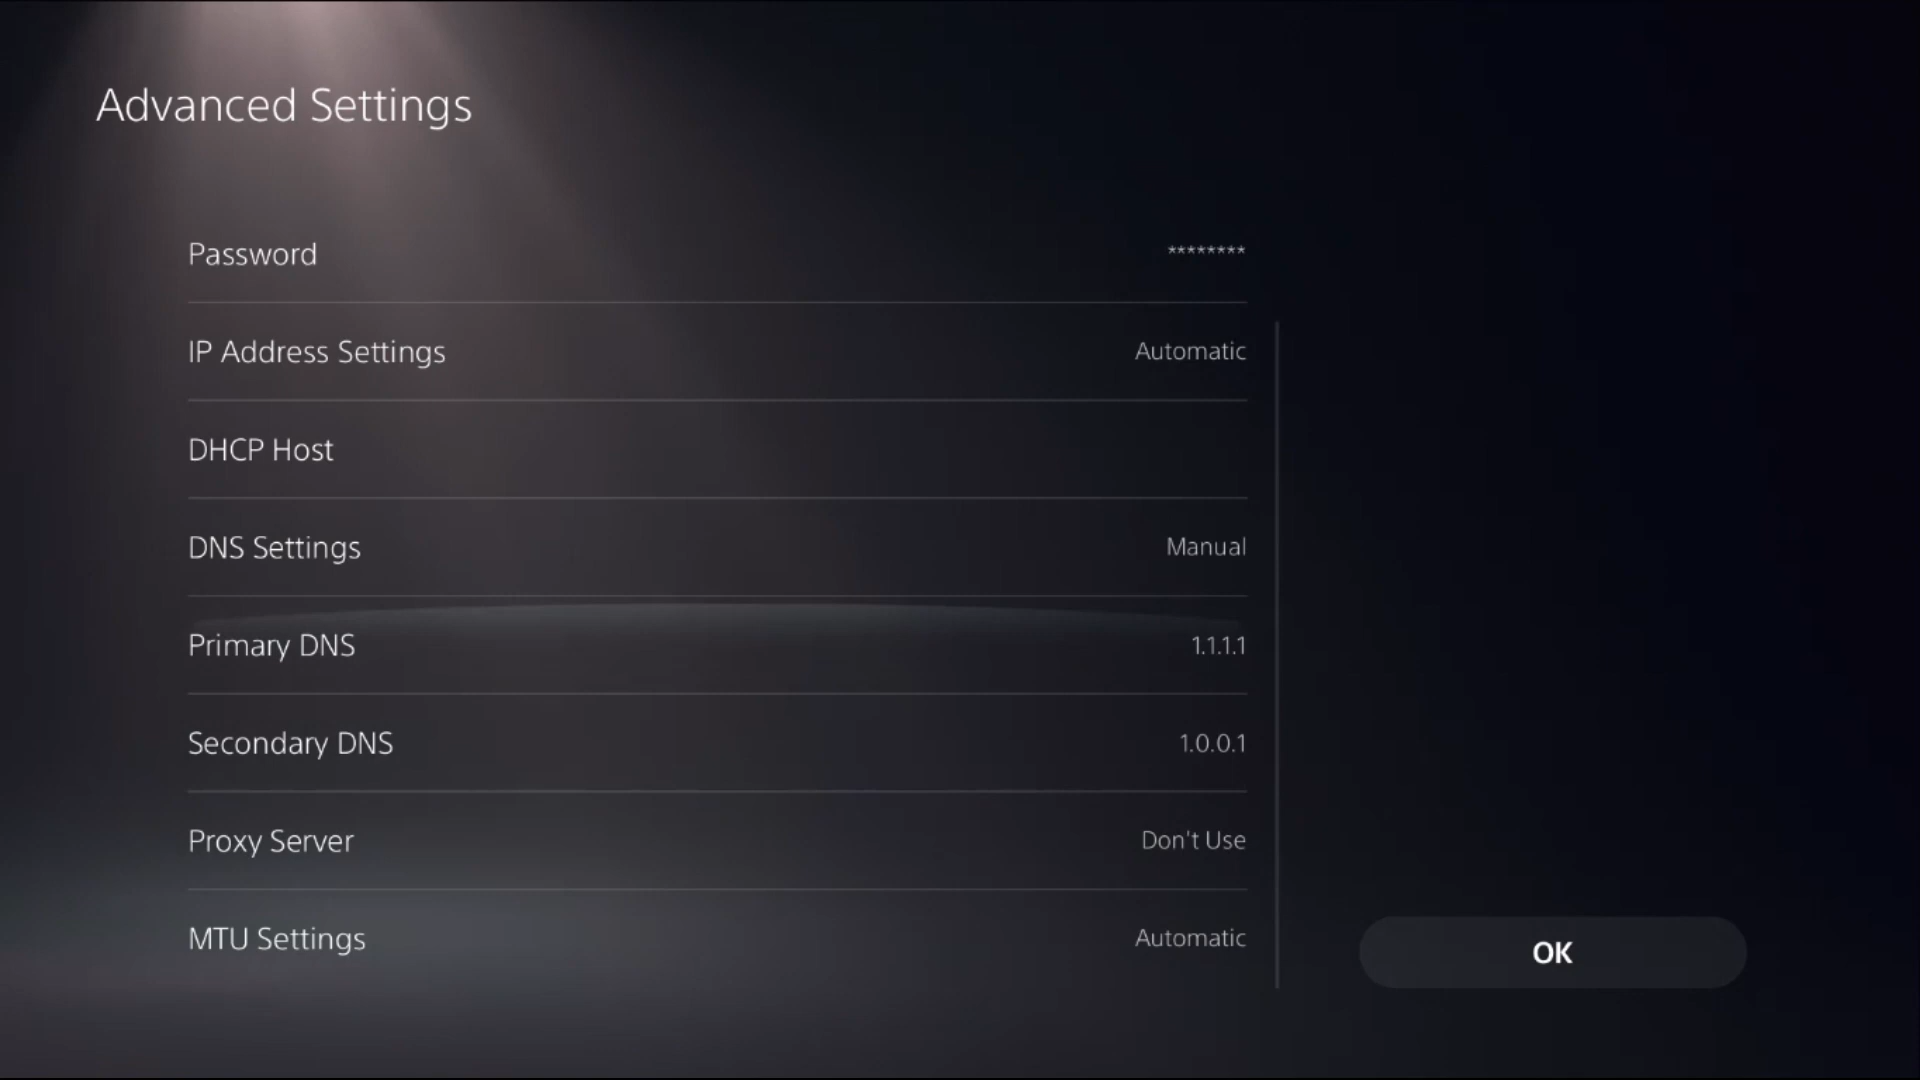 Advanced Settings
Password ********
IP Address Settings Automatic
DHCP Host
DNS Settings Manual
Primary DNS 1.1.1.1
Secondary DNS 1.0.0.1
Proxy Server Don't Use
MTU Settings Automatic
OK